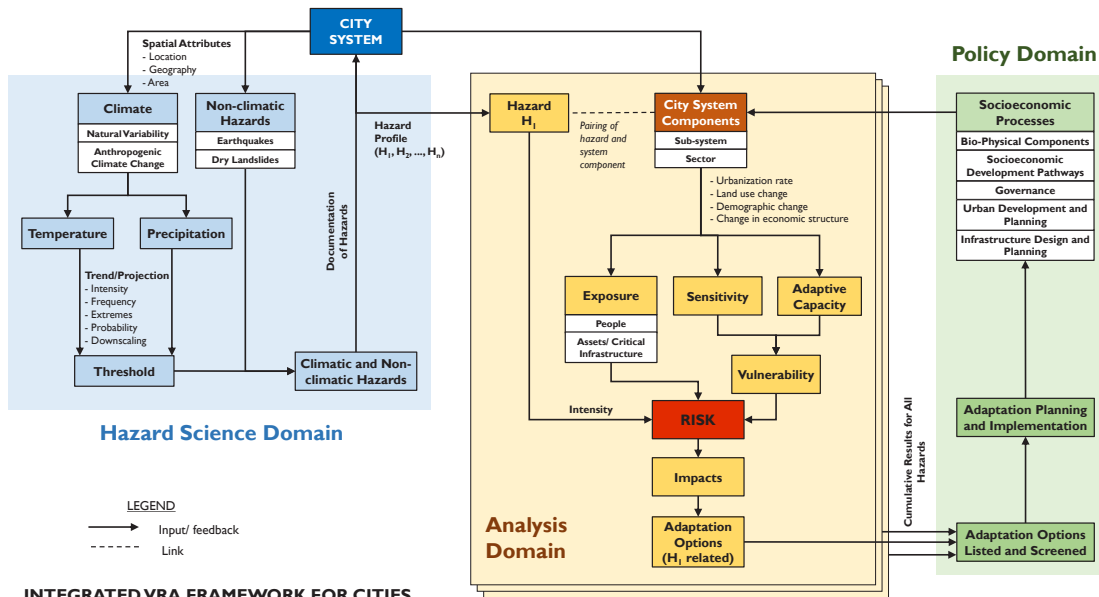 CITY
SYSTEM
Spatial Attributes
- Location
- Geography
- Area
Climate
Natural Variability
Anthropogenic
Climate Change
Non-climatic
Hazards
Earthquakes
Dry Landslides
Temperature
Precipitation
Trend/Projection
- Intensity
- Frequency
- Extremes
- Probability
- Downscaling
Threshold
Climatic and Non-
climatic Hazards
Documentation
of Hazards
Hazard
Profile
(H1, H2, ..., Hn)
Hazard Science Domain
LEGEND
Input/ feedback
Link
INTEGRATED VRA FRAMEWORK FOR CITIES
Hazard
H1
Pairing of
hazard and
system
component
City System
Components
Sub-system
Sector
- Urbanization rate
- Land use change
- Demographic change
- Change in economic structure
Exposure
People
Assets/ Critical
Infrastructure
Sensitivity
Adaptive
Capacity
Vulnerability
Intensity
RISK
Impacts
Adaptation
Options
(H1 related)
Analysis
Domain
Cumulative Results for All
Hazards
Policy Domain
Socioeconomic
Processes
Bio-Physical Components
Socioeconomic
Development Pathways
Governance
Urban Development and
Planning
Infrastructure Design and
Planning
Adaptation Planning
and Implementation
Adaptation Options
Listed and Screened